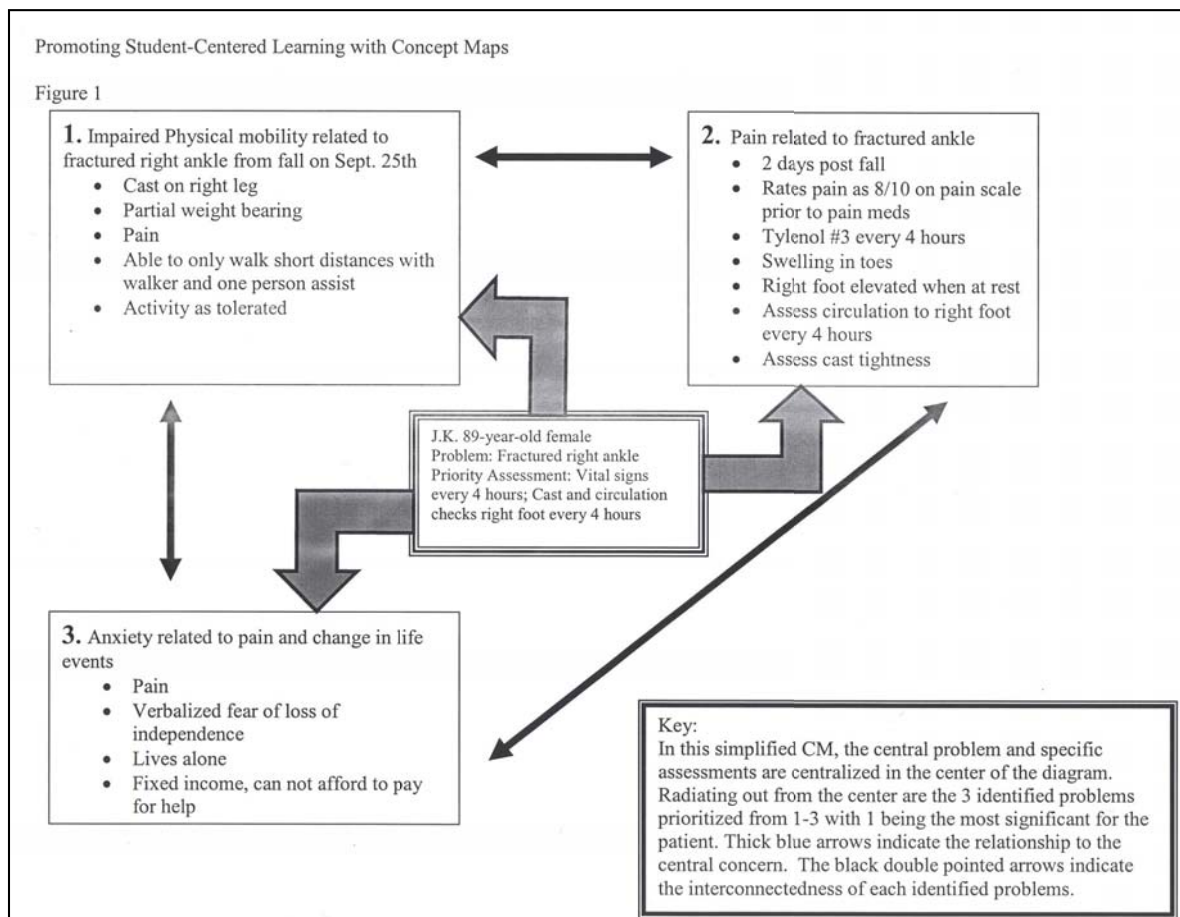 Promoting Student-Centered Learning with Concept Maps
Figure 1
1. Impaired Physical mobility related to
fractured right ankle from fall on Sept. 25th
• Cast on right leg
• Partial weight bearing
• Pain
• Able to only walk short distances with
walker and one person assist
• Activity as tolerated
2. Pain related to fractured ankle
• 2 days post fall
• Rates pain as 8/10 on pain scale
prior to pain meds
• Tylenol #3 every 4 hours
• Swelling in toes
• Right foot elevated when at rest
• Assess circulation to right foot
every 4 hours
• Assess cast tightness
J.K. 89-year-old female
Problem: Fractured right ankle
Priority Assessment: Vital signs
every 4 hours; Cast and circulation
checks right foot every 4 hours
3. Anxiety related to pain and change in life
events
• Pain
• Verbalized fear of loss of
independence
• Lives alone
• Fixed income, can not afford to pay
for help
Key:
In this simplified CM, the central problem and specific
assessments are centralized in the center of the diagram.
Radiating out from the center are the 3 identified problems
prioritized from 1-3 with 1 being the most significant for the
patient. Thick blue arrows indicate the relationship to the
central concern. The black double pointed arrows indicate
the interconnectedness of each identified problems.